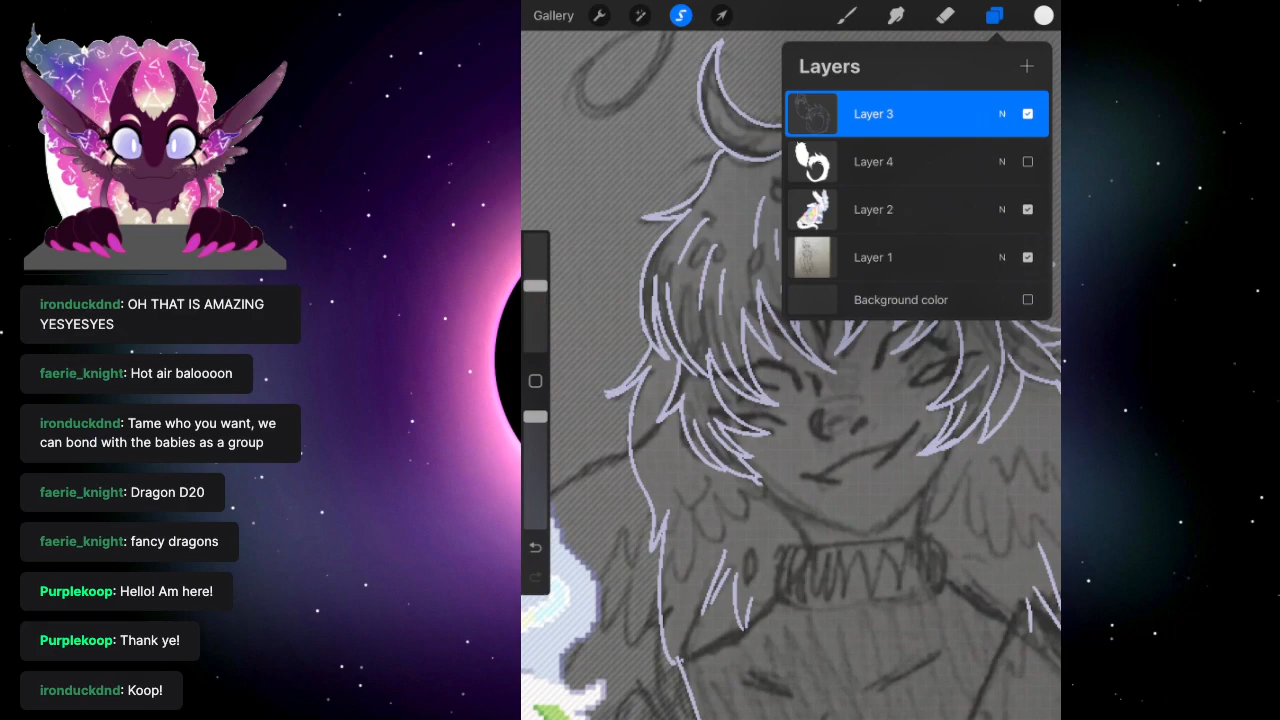 Gallery
Layers
Layer 3 N
Layer 4 N
Layer 2 N
Layer 1 N
Background color
ironduckdnd: OH THAT IS AMAZING
YESYESYES
faerie_knight: Hot air baloooon
ironduckdnd: Tame who you want, we
can bond with the babies as a group
faerie_knight: Dragon D20
faerie_knight: fancy dragons
Purplekoop: Hello! Am here!
Purplekoop: Thank ye!
ironduckdnd: Koop!